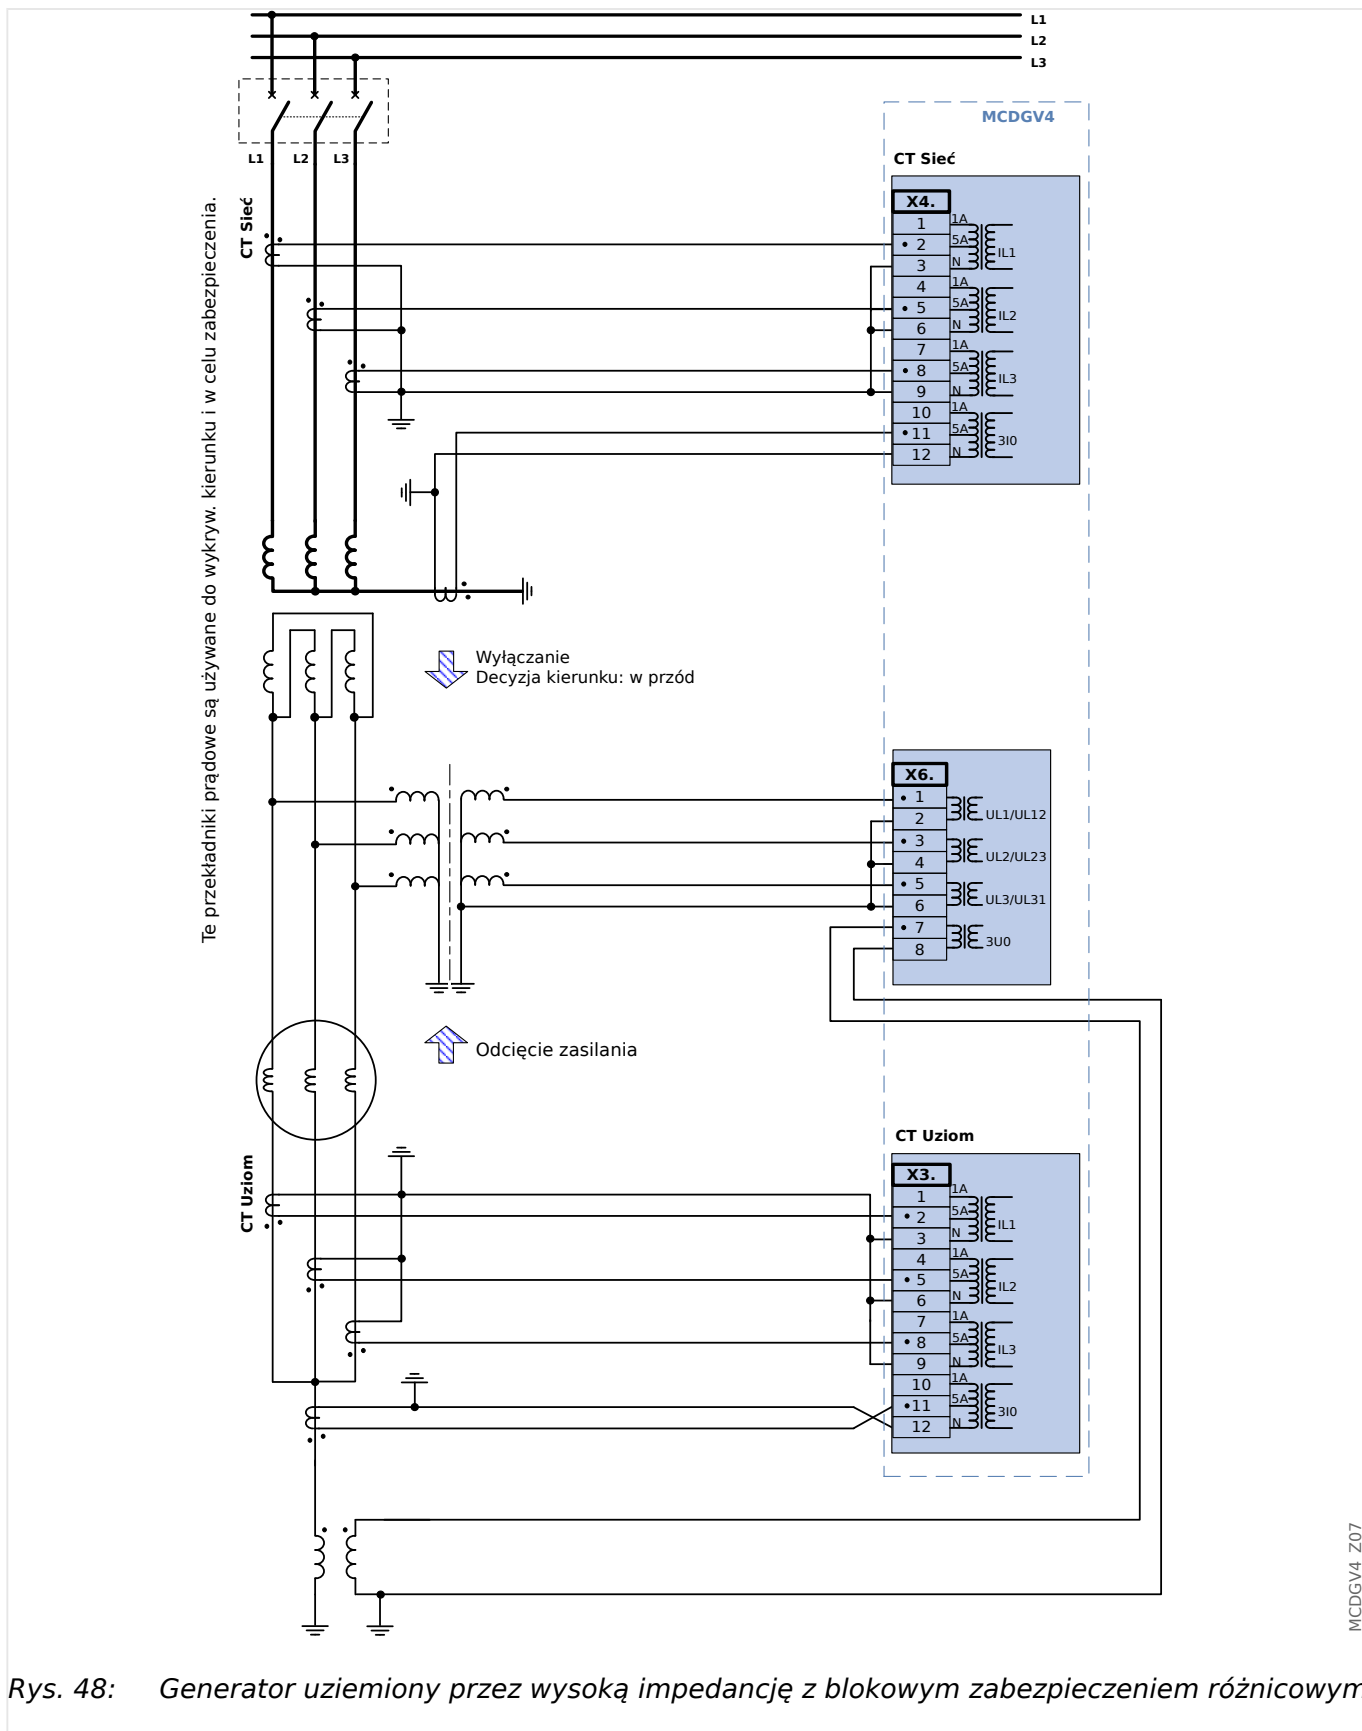 L1
L2
L3
L1 L2 L3
MCDGV4
CT Sieć
CT Sieć
Te przekładniki prądowe są używane do wykryw. kierunku i w celu zabezpieczenia.
X4.
1 1A
2 5A IL1
3 N
4 1A
5 5A IL2
6 N
7 1A
8 5A IL3
9 N
10 1A
11 5A 3I0
12 N
Wyłączanie
Decyzja kierunku: w przód
X6.
1
2 UL1/UL12
3
4 UL2/UL23
5
6 UL3/UL31
7
8 3U0
Odcięcie zasilania
CT Uziom
CT Uziom
X3.
1 1A
2 5A IL1
3 N
4 1A
5 5A IL2
6 N
7 1A
8 5A IL3
9 N
10 1A
11 5A 3I0
12 N
MCDGV4_Z07
Rys. 48: Generator uziemiony przez wysoką impedancję z blokowym zabezpieczeniem różnicowym